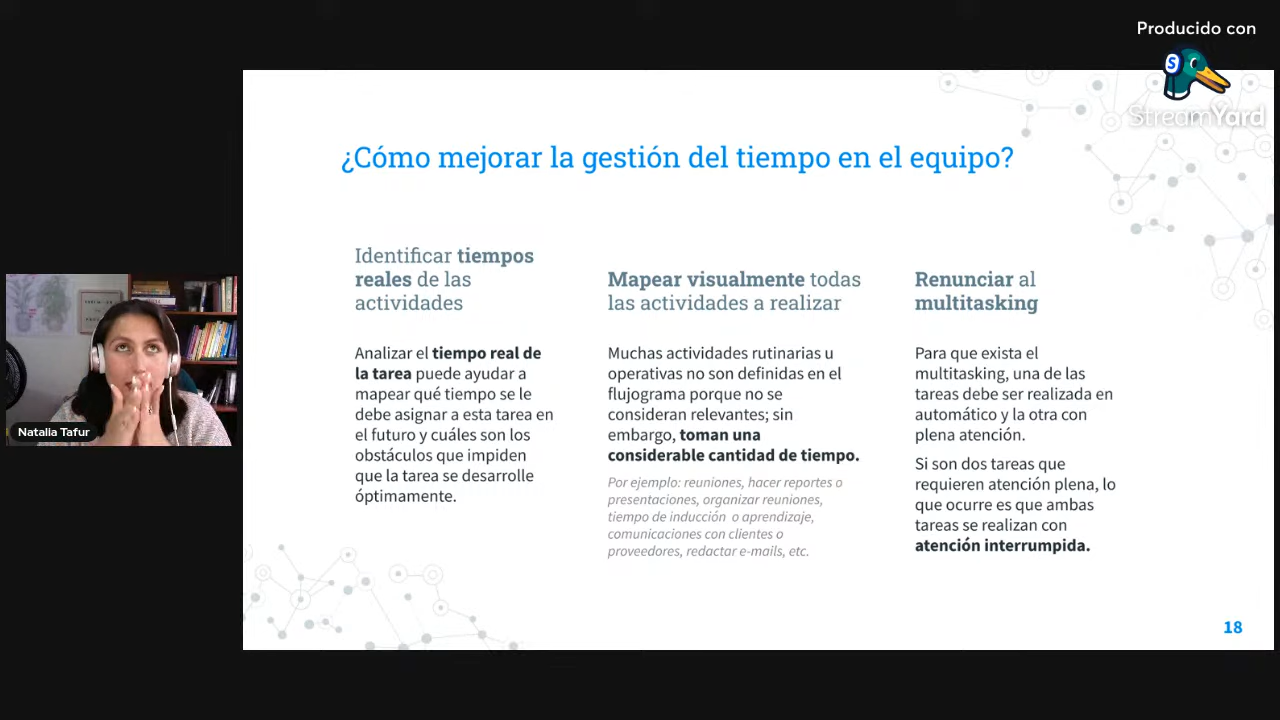 Producido con
StreamYard
¿Cómo mejorar la gestión del tiempo en el equipo?
Identificar tiempos
reales de las
actividades
Analizar el tiempo real de
la tarea puede ayudar a
mapear qué tiempo se le
debe asignar a esta tarea en
el futuro y cuáles son los
obstáculos que impiden
que la tarea se desarrolle
óptimamente.
Mapear visualmente todas
las actividades a realizar
Muchas actividades rutinarias u
operativas no son definidas en el
flujograma porque no se
consideran relevantes; sin
embargo, toman una
considerable cantidad de tiempo.
Por ejemplo: reuniones, hacer reportes o
presentaciones, organizar reuniones,
tiempo de inducción o aprendizaje,
comunicaciones con clientes o
proveedores, redactar e-mails, etc.
Renunciar al
multitasking
Para que exista el
multitasking, una de las
tareas debe ser realizada en
automático y la otra con
plena atención.
Si son dos tareas que
requieren atención plena, lo
que ocurre es que ambas
tareas se realizan con
atención interrumpida.
18
Natalia Tafur